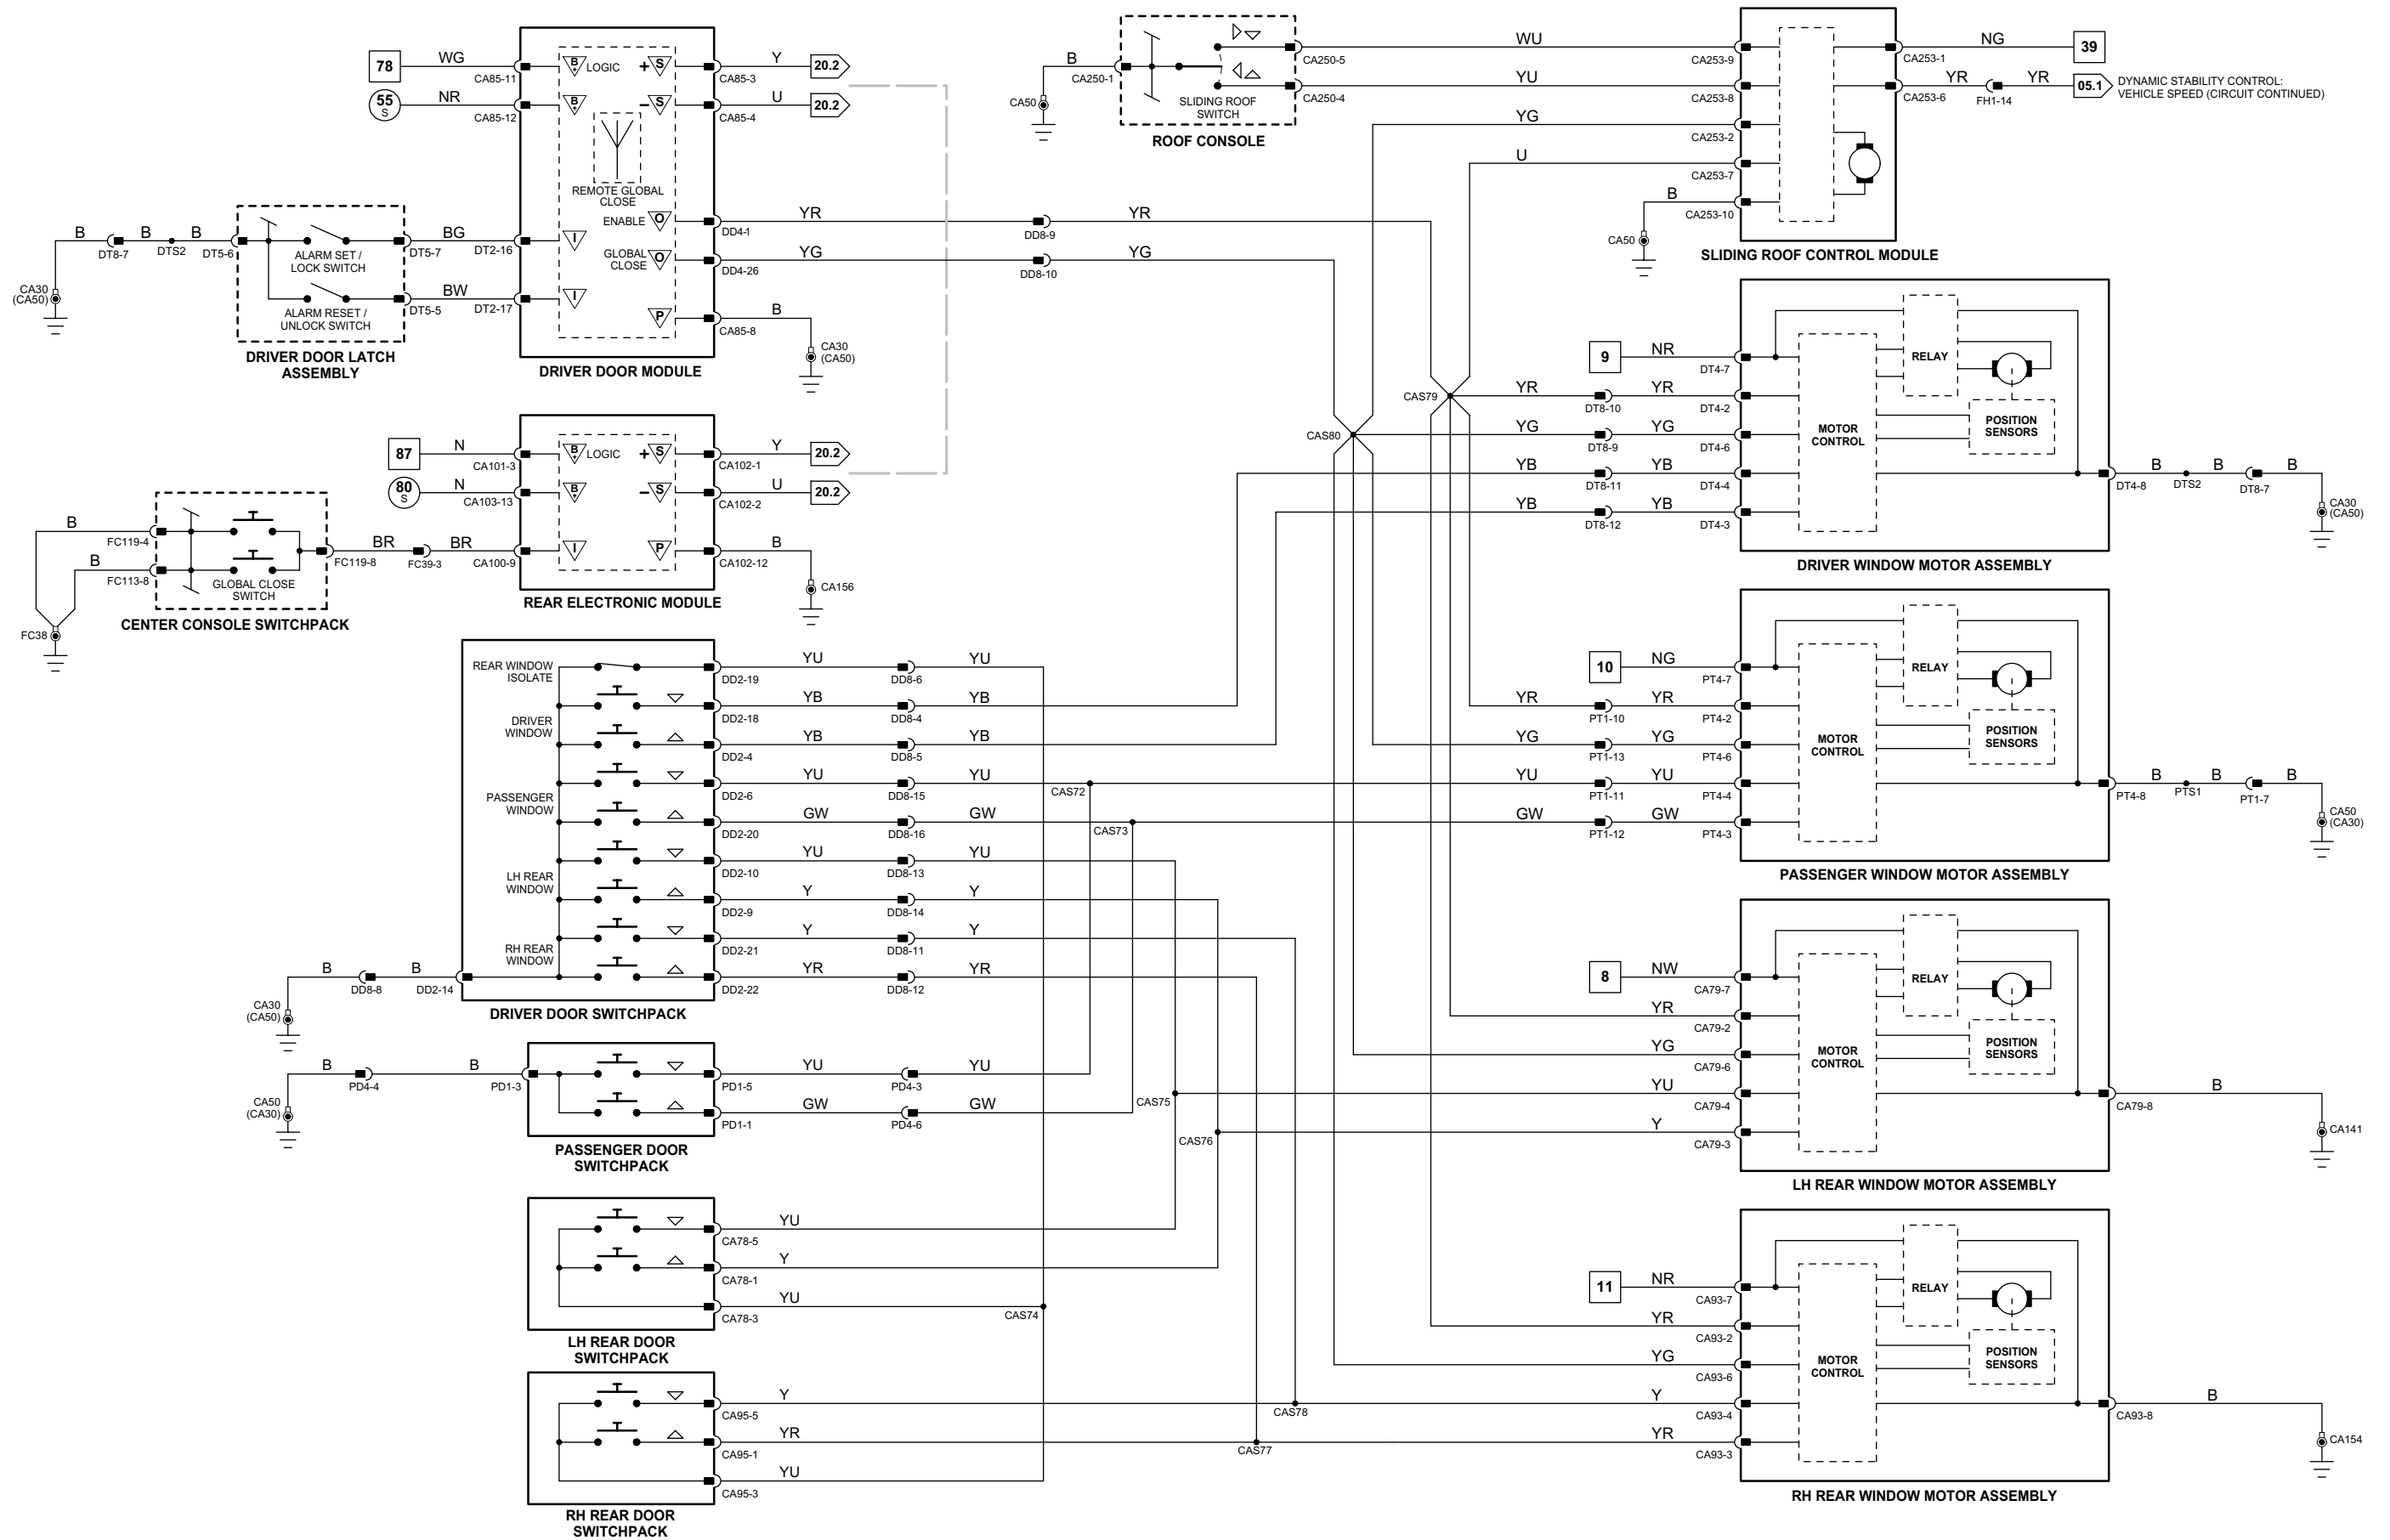 78
WG
CA85-11
55
S
NR
CA85-12
B+
LOGIC
B+
+
S
−
S
Y
CA85-3
20.2
U
CA85-4
20.2
REMOTE GLOBAL
CLOSE
ENABLE
O
YR
DD4-1
DD8-9
YR
GLOBAL
CLOSE
O
YG
DD4-26
DD8-10
YG
I
I
P
B
CA85-8
CA30
(CA50)
DRIVER DOOR MODULE
B
DT8-7
B
DTS2
B
DT5-6
CA30
(CA50)
ALARM SET /
LOCK SWITCH
ALARM RESET /
UNLOCK SWITCH
BG
DT5-7
DT2-16
BW
DT5-5
DT2-17
DRIVER DOOR LATCH
ASSEMBLY
87
N
CA101-3
80
S
N
CA103-13
B+
LOGIC
B+
+
S
−
S
I
P
Y
CA102-1
20.2
U
CA102-2
20.2
B
CA102-12
CA156
REAR ELECTRONIC MODULE
B
FC119-4
B
FC113-8
FC38
GLOBAL CLOSE
SWITCH
BR
FC119-8
FC39-3
BR
CA100-9
CENTER CONSOLE SWITCHPACK
REAR WINDOW
ISOLATE
DRIVER
WINDOW
PASSENGER
WINDOW
LH REAR
WINDOW
RH REAR
WINDOW
YU
DD2-19
DD8-6
YU
YB
DD2-18
DD8-4
YB
YB
DD2-4
DD8-5
YB
YU
DD2-6
DD8-15
YU
CAS72
GW
DD2-20
DD8-16
GW
CAS73
YU
DD2-10
DD8-13
YU
Y
DD2-9
DD8-14
Y
Y
DD2-21
DD8-11
Y
YR
DD2-22
DD8-12
YR
B
DD8-8
B
DD2-14
CA30
(CA50)
DRIVER DOOR SWITCHPACK
B
PD4-4
B
PD1-3
CA50
(CA30)
YU
PD1-5
PD4-3
YU
GW
PD1-1
PD4-6
GW
PASSENGER DOOR
SWITCHPACK
CAS75
CAS76
YU
CA78-5
Y
CA78-1
YU
CA78-3
CAS74
LH REAR DOOR
SWITCHPACK
Y
CA95-5
CAS78
YR
CA95-1
CAS77
YU
CA95-3
RH REAR DOOR
SWITCHPACK
B
CA250-1
CA50
SLIDING ROOF
SWITCH
CA250-5
CA250-4
ROOF CONSOLE
WU
CA253-9
YU
CA253-8
YG
CA253-2
U
CA253-7
B
CA253-10
CA50
CA253-1
NG
39
CA253-6
YR
FH1-14
YR
05.1
DYNAMIC STABILITY CONTROL:
VEHICLE SPEED (CIRCUIT CONTINUED)
SLIDING ROOF CONTROL MODULE
CAS79
CAS80
9
NR
DT4-7
YR
DT8-10
YR
DT4-2
YG
DT8-9
YG
DT4-6
YB
DT8-11
YB
DT4-4
YB
DT8-12
YB
DT4-3
MOTOR
CONTROL
RELAY
POSITION
SENSORS
DT4-8
B
DTS2
B
DT8-7
B
CA30
(CA50)
DRIVER WINDOW MOTOR ASSEMBLY
10
NG
PT4-7
YR
PT1-10
YR
PT4-2
YG
PT1-13
YG
PT4-6
YU
PT1-11
YU
PT4-4
GW
PT1-12
GW
PT4-3
MOTOR
CONTROL
RELAY
POSITION
SENSORS
PT4-8
B
PTS1
B
PT1-7
B
CA50
(CA30)
PASSENGER WINDOW MOTOR ASSEMBLY
8
NW
CA79-7
YR
CA79-2
YG
CA79-6
YU
CA79-4
Y
CA79-3
MOTOR
CONTROL
RELAY
POSITION
SENSORS
CA79-8
B
CA141
LH REAR WINDOW MOTOR ASSEMBLY
11
NR
CA93-7
YR
CA93-2
YG
CA93-6
Y
CA93-4
YR
CA93-3
MOTOR
CONTROL
RELAY
POSITION
SENSORS
CA93-8
B
CA154
RH REAR WINDOW MOTOR ASSEMBLY